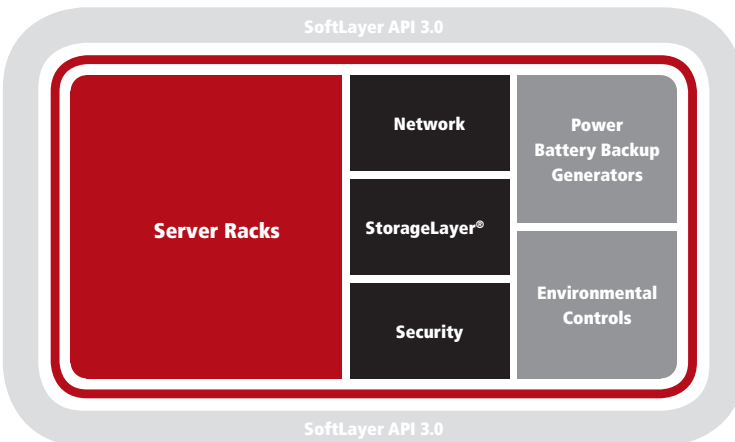 SoftLayer API 3.0
Server Racks
Network
StorageLayer®
Security
Power
Battery Backup
Generators
Environmental
Controls
SoftLayer API 3.0